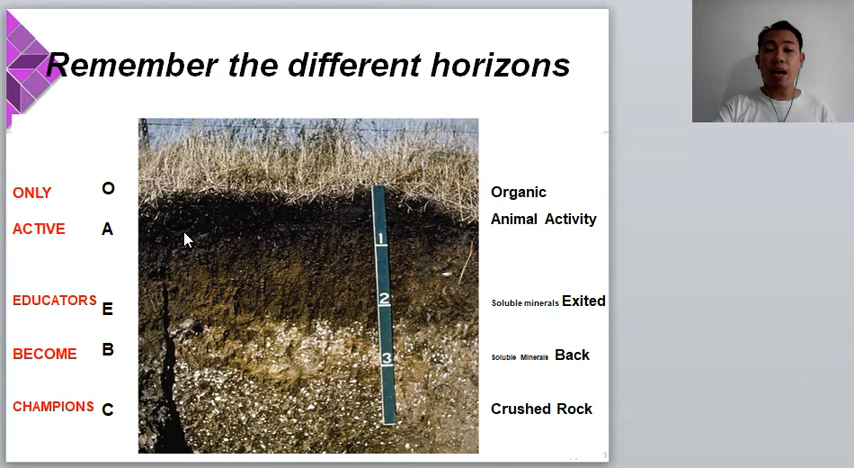 Remember the different horizons
ONLY O Organic
Animal Activity
ACTIVE A
1
EDUCATORS E Soluble minerals Exited
2
BECOME B Soluble Minerals Back
3
CHAMPIONS C Crushed Rock